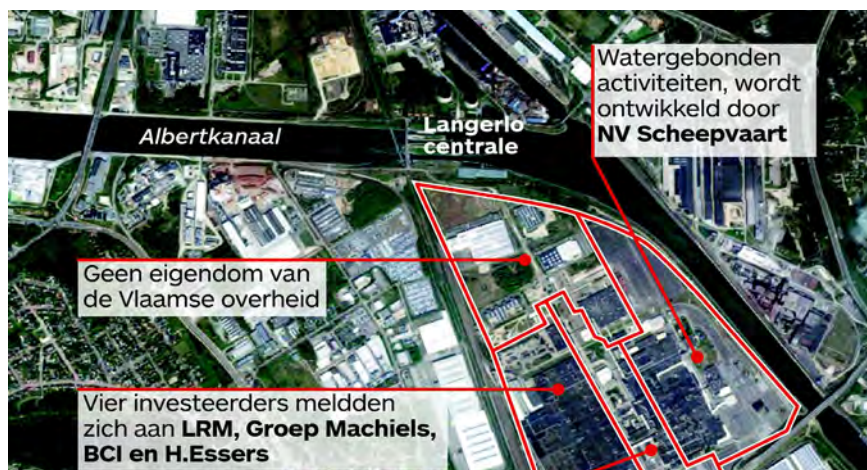 Watergebonden
activiteiten, wordt
ontwikkeld door
NV Scheepvaart
Albertkanaal
Langerlo
centrale
Geen eigendom van
de Vlaamse overheid
Vier investeerders meldden
zich aan LRM, Groep Machiels,
BCI en H.Essers